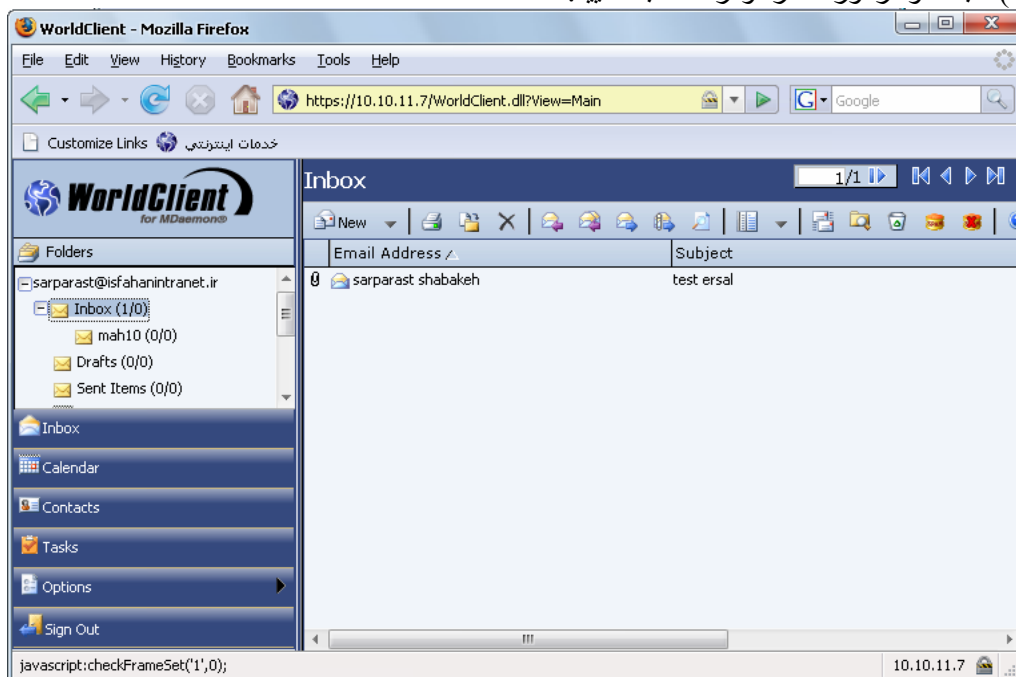 WorldClient - Mozilla Firefox
File Edit View History Bookmarks Tools Help
https://10.10.11.7/WorldClient.dll?View=Main
G Google
Customize Links خدمات اینترنتي
WorldClient
for MDaemon®
Inbox
1/1
New
Folders
Email Address Subject
sarparast@isfahanintranet.ir
sarparast shabakeh test ersal
Inbox (1/0)
mah10 (0/0)
Drafts (0/0)
Sent Items (0/0)
Inbox
Calendar
Contacts
Tasks
Options
Sign Out
javascript:checkFrameSet('1',0);
10.10.11.7